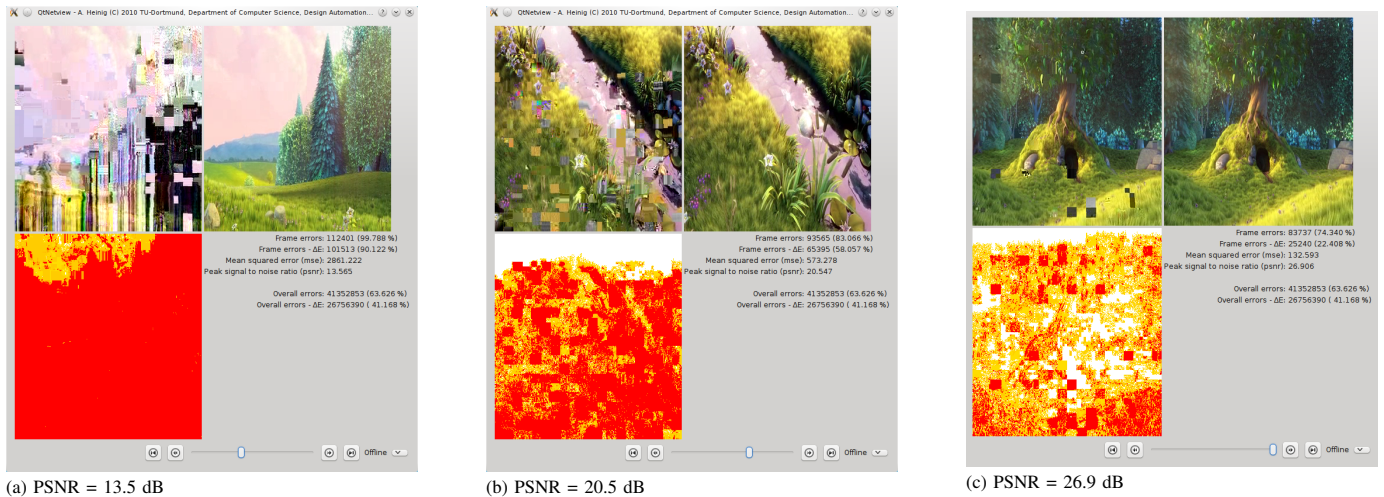 QtNetview - A. Heinig (C) 2010 TU-Dortmund, Department of Computer Science, Design Automation...
Frame errors: 112401 (99.788 %)
Frame errors - ΔE: 101513 (90.122 %)
Mean squared error (mse): 2861.222
Peak signal to noise ratio (psnr): 13.565
Overall errors: 41352853 (63.626 %)
Overall errors - ΔE: 26756390 ( 41.168 %)
Offline
(a) PSNR = 13.5 dB
QtNetview - A. Heinig (C) 2010 TU-Dortmund, Department of Computer Science, Design Automation...
Frame errors: 93565 (83.066 %)
Frame errors - ΔE: 65395 (58.057 %)
Mean squared error (mse): 573.278
Peak signal to noise ratio (psnr): 20.547
Overall errors: 41352853 (63.626 %)
Overall errors - ΔE: 26756390 ( 41.168 %)
Offline
(b) PSNR = 20.5 dB
Frame errors: 83737 (74.340 %)
Frame errors - ΔE: 25240 (22.408 %)
Mean squared error (mse): 132.593
Peak signal to noise ratio (psnr): 26.906
Overall errors: 41352853 (63.626 %)
Overall errors - ΔE: 26756390 ( 41.168 %)
Offline
(c) PSNR = 26.9 dB